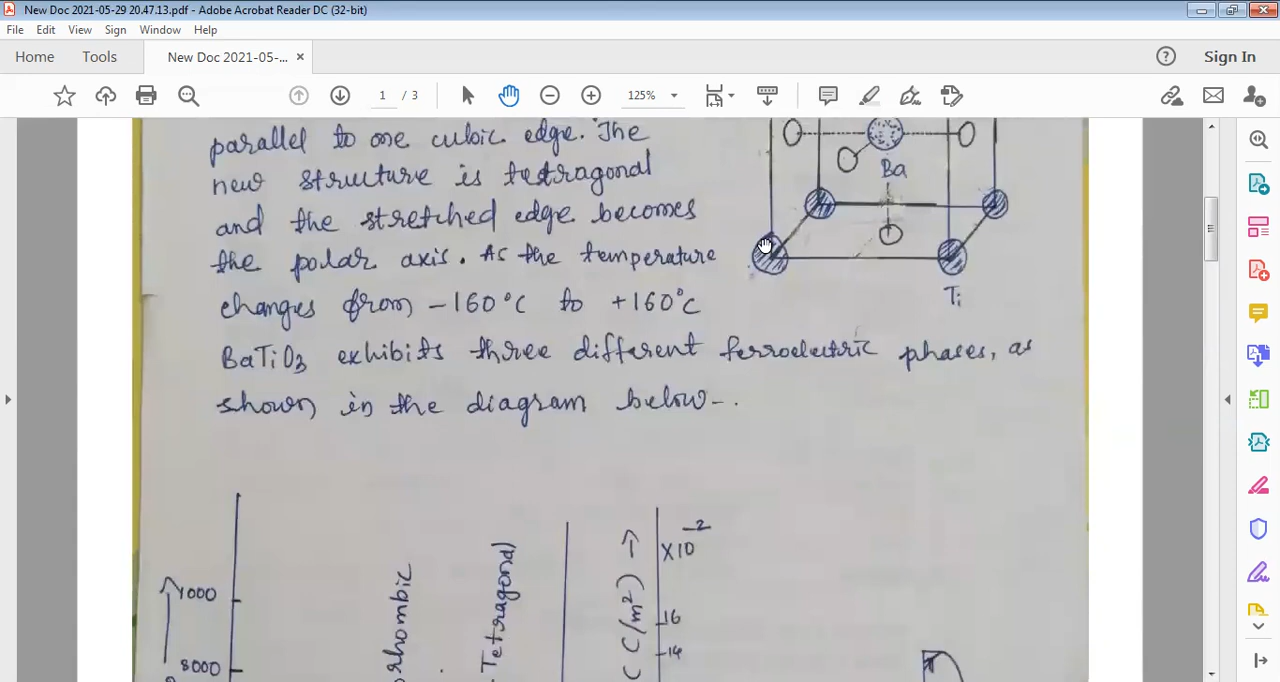 New Doc 2021-05-29 20.47.13.pdf - Adobe Acrobat Reader DC (32-bit)
File Edit View Sign Window Help
Home Tools New Doc 2021-05-... × Sign In
1 / 3 125%
parallel to one cubic edge. The
new structure is tetragonal
and the stretched edge becomes
the polar axis. As the temperature
changes from -160°C to +160°C
BaTiO3 exhibits three different ferroelectric phases, as
shown in the diagram below-.
Ba
Ti
1000
8000
rhombic
Tetragonal)
(C/m²) →
×10⁻²
16
14